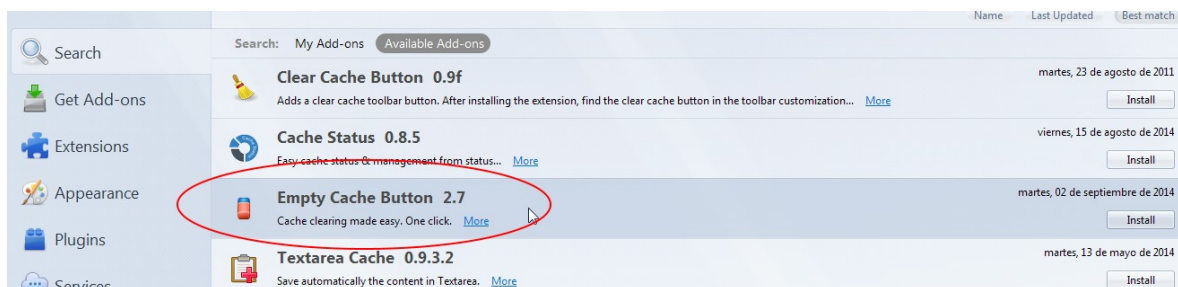 Name Last Updated Best match
Search
Search: My Add-ons Available Add-ons
Clear Cache Button 0.9f
martes, 23 de agosto de 2011
Adds a clear cache toolbar button. After installing the extension, find the clear cache button in the toolbar customization... More
Install
Get Add-ons
Cache Status 0.8.5
viernes, 15 de agosto de 2014
Easy cache status & management from status... More
Install
Extensions
Empty Cache Button 2.7
martes, 02 de septiembre de 2014
Cache clearing made easy. One click. More
Install
Appearance
Plugins
Textarea Cache 0.9.3.2
martes, 13 de mayo de 2014
Save automatically the content in Textarea. More
Install
Services